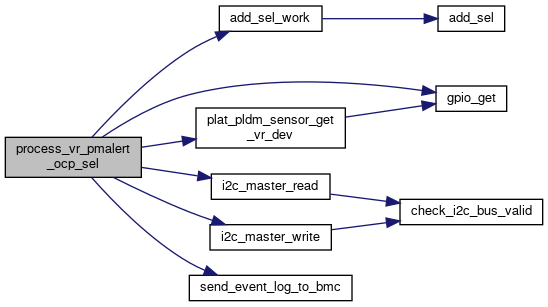 add_sel_work
add_sel
gpio_get
plat_pldm_sensor_get
_vr_dev
process_vr_pmalert
_ocp_sel
i2c_master_read
check_i2c_bus_valid
i2c_master_write
send_event_log_to_bmc